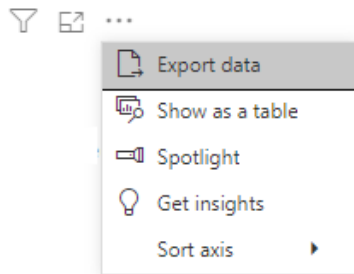 Export data
Show as a table
Spotlight
Get insights
Sort axis